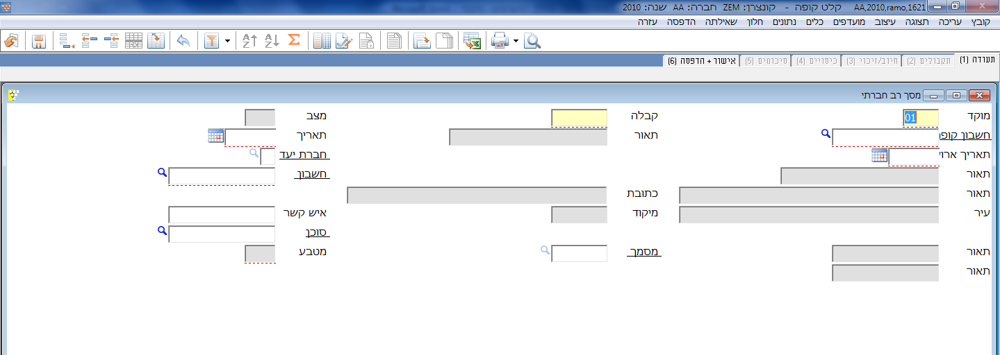 קלט קופה - קונצרן: ZEM חברה: AA שנה: 2010 AA,2010,ramo,1621
קובץ עריכה תצוגה עיצוב מועדפים כלים נתונים חלון שאילתה הדפסה עזרה
תעודה (1) תקבולים (2) חיוב/זיכוי (3) כיסויים (4) סיכומים (5) אישור + הדפסה (6)
מסך רב חברתי
מוקד 01 קבלה מצב
חשבון קופה תאור תאריך
תאריך ארוע חברת יעד
תאור חשבון
תאור כתובת
עיר מיקוד איש קשר
סוכן
תאור מסמך מטבע
תאור